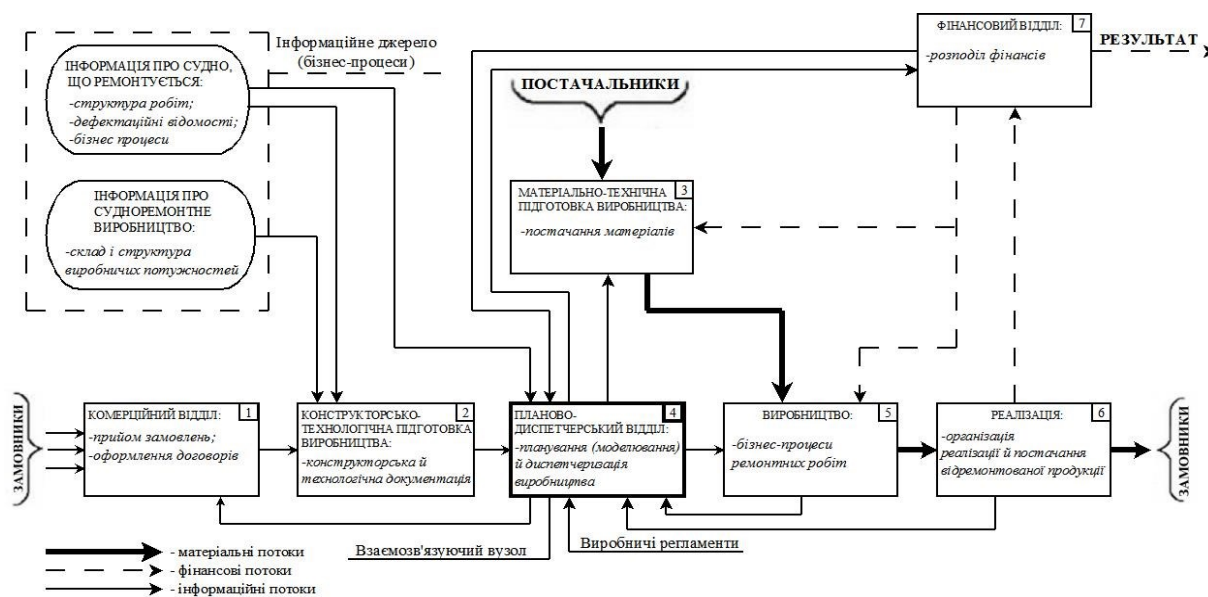 ІНФОРМАЦІЯ ПРО СУДНО,
ЩО РЕМОНТУЄТЬСЯ:
-структура робіт;
-дефектаційні відомості;
-бізнес процеси
Інформаційне джерело
(бізнес-процеси)
ІНФОРМАЦІЯ ПРО
СУДНОРЕМОНТНЕ
ВИРОБНИЦТВО:
-склад і структура
виробничих потужностей
ПОСТАЧАЛЬНИКИ
ФІНАНСОВИЙ ВІДДІЛ: 7
-розподіл фінансів
РЕЗУЛЬТАТ
МАТЕРІАЛЬНО-ТЕХНІЧНА 3
ПІДГОТОВКА ВИРОБНИЦТВА:
-постачання матеріалів
ЗАМОВНИКИ
КОМЕРЦІЙНИЙ ВІДДІЛ: 1
-прийом замовлень;
-оформлення договорів
КОНСТРУКТОРСЬКО- 2
ТЕХНОЛОГІЧНА ПІДГОТОВКА
ВИРОБНИЦТВА:
-конструкторська й
технологічна документація
ПЛАНОВО- 4
ДИСПЕТЧЕРСЬКИЙ ВІДДІЛ:
-планування (моделювання)
й диспетчеризація
виробництва
ВИРОБНИЦТВО: 5
-бізнес-процеси
ремонтних робіт
РЕАЛІЗАЦІЯ: 6
-організація
реалізації й постачання
відремонтованої продукції
ЗАМОВНИКИ
Взаємозв'язуючий вузол
Виробничі регламенти
- матеріальні потоки
- фінансові потоки
- інформаційні потоки